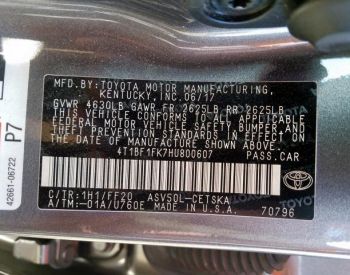 MFD.BY:TOYOTA MOTOR MANUFACTURING,
KENTUCKY, INC.06/17
GVWR 4630LB GAWR FR 2625LB RR 2625LB
THIS VEHICLE CONFORMS TO ALL APPLICABLE
FEDERAL MOTOR VEHICLE SAFETY, BUMPER, AND
THEFT PREVENTION STANDARDS IN EFFECT ON
THE DATE OF MANUFACTURE SHOWN ABOVE.
4T1BF1FK7HU800607
PASS. CAR
C/TR:1H1/FF20 ASV50L-CETSKA
A/TM:-01A/U760E MADE IN U.S.A.
TOYOTA
70796
P7
42661-06722